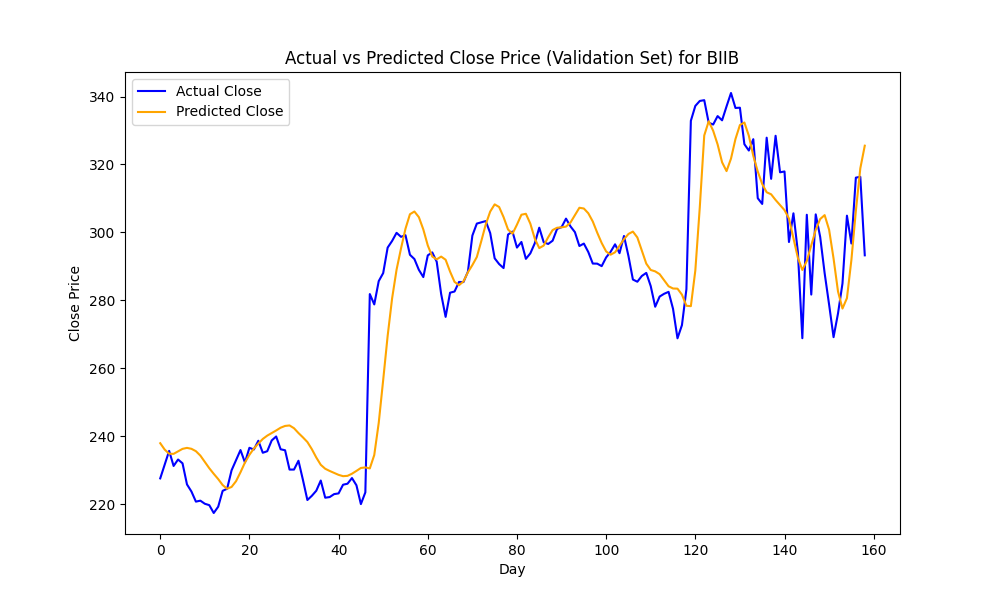 Actual vs Predicted Close Price (Validation Set) for BIIB
Actual Close
Predicted Close
Close Price
340
320
300
280
260
240
220
0 20 40 60 80 100 120 140 160
Day